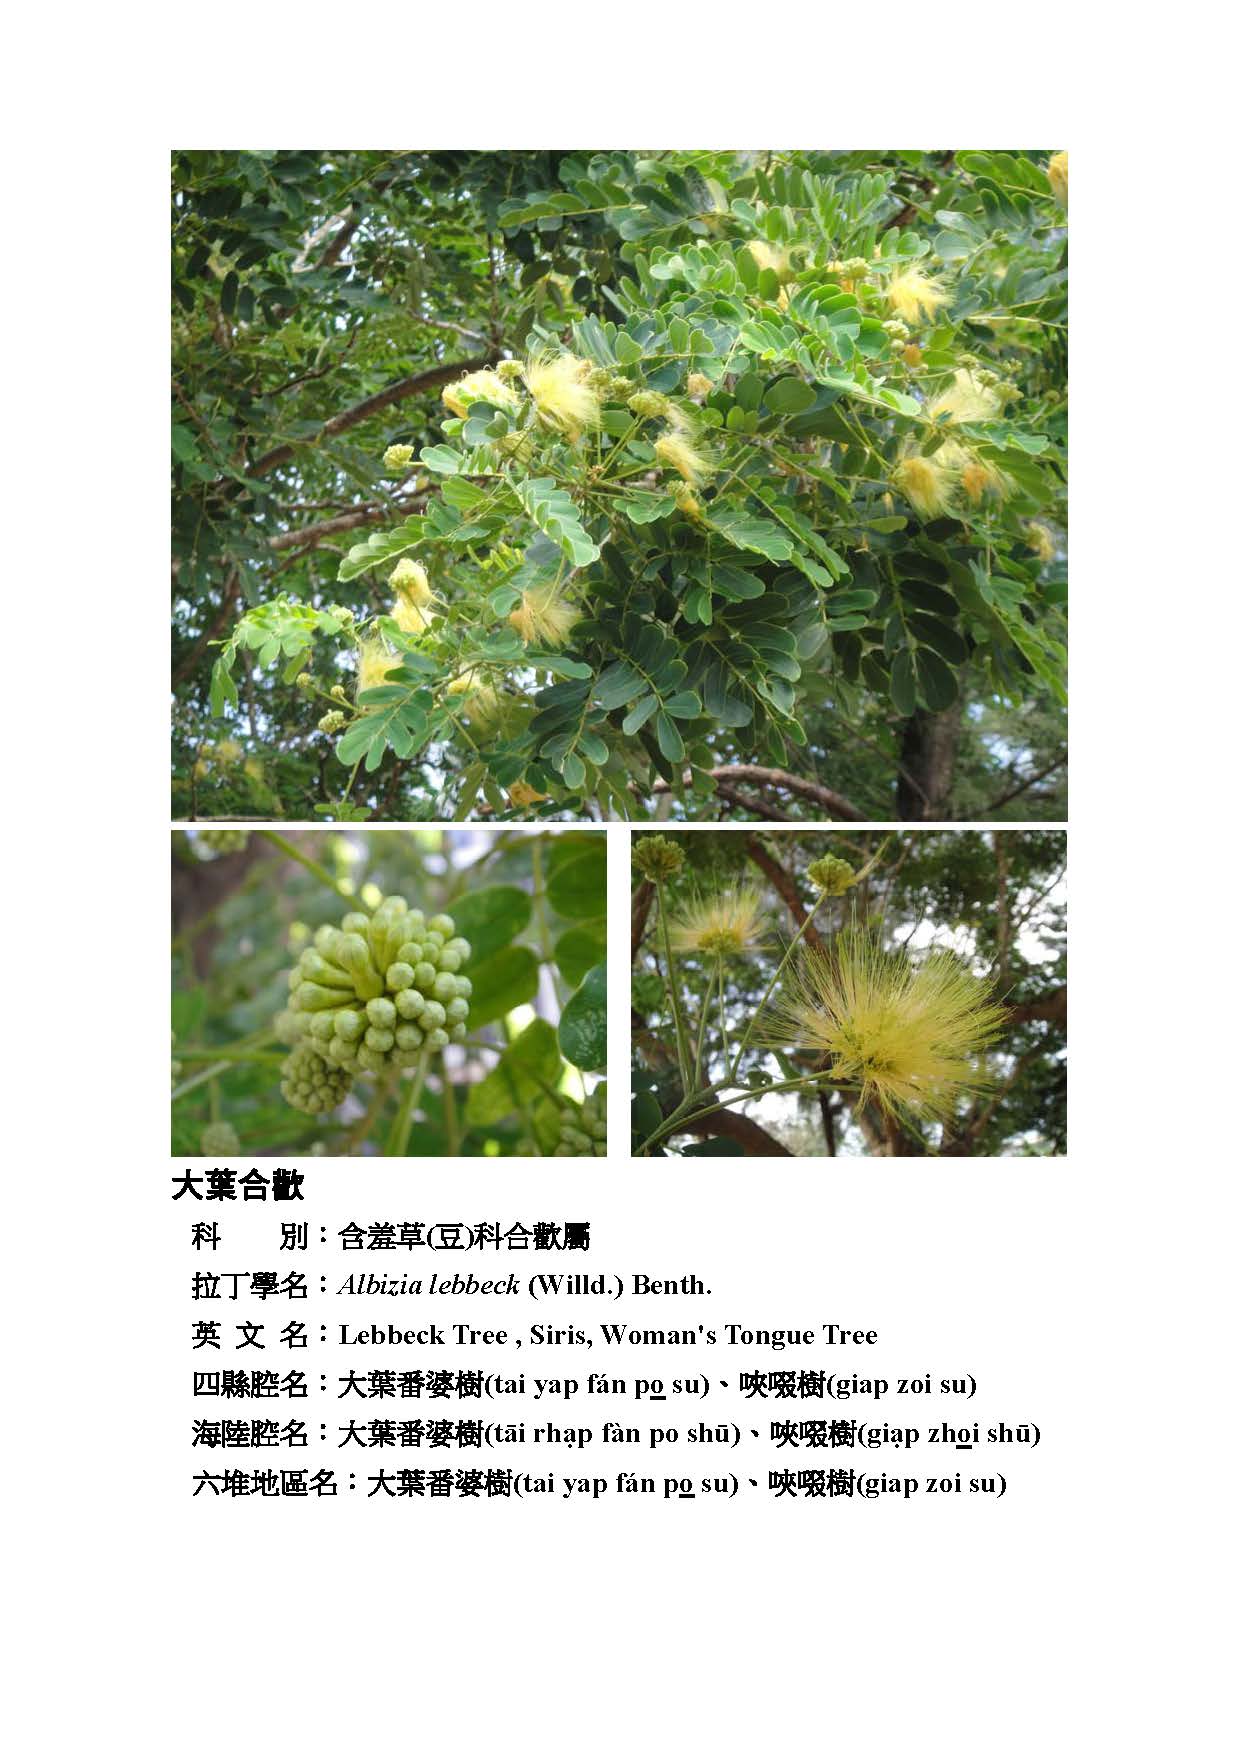 大葉合歡
科　　別：含羞草(豆)科合歡屬
拉丁學名：Albizia lebbeck (Willd.) Benth.
英 文 名：Lebbeck Tree , Siris, Woman's Tongue Tree
四縣腔名：大葉番婆樹(tai yap fán po su)、唊啜樹(giap zoi su)
海陸腔名：大葉番婆樹(tāi rhạp fàn po shū)、唊啜樹(giạp zhoi shū)
六堆地區名：大葉番婆樹(tai yap fán po su)、唊啜樹(giap zoi su)